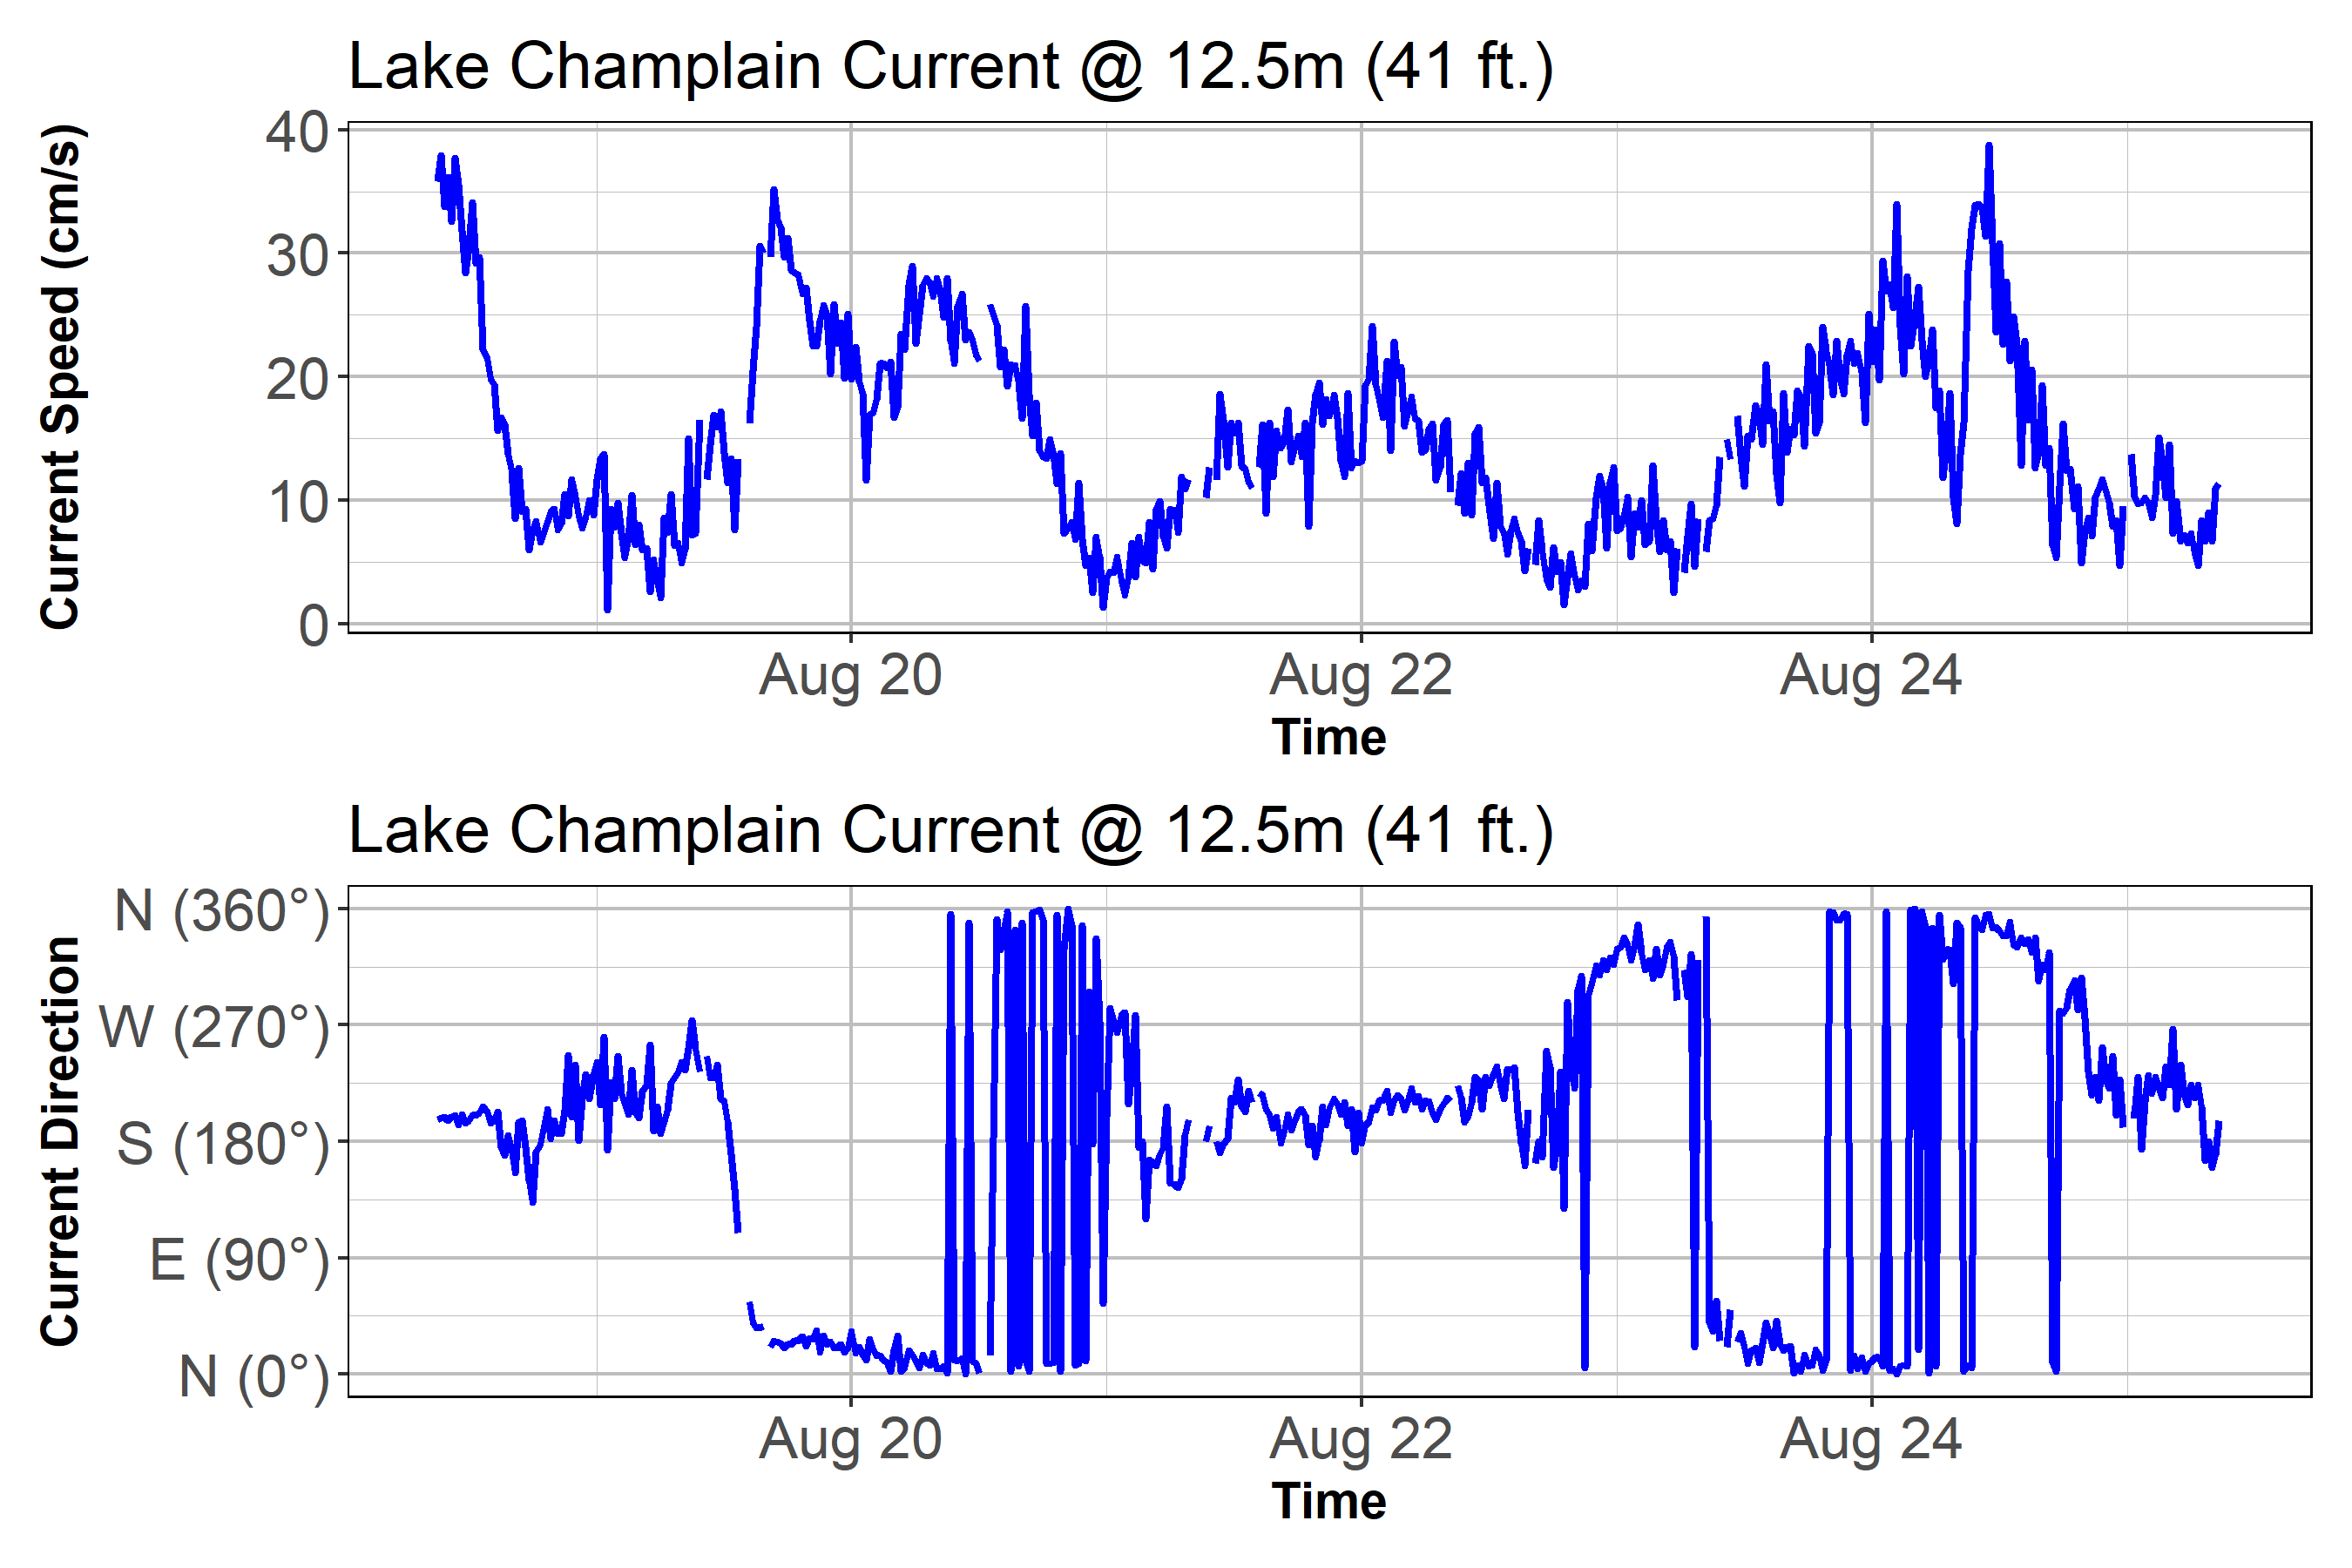 Lake Champlain Current @ 12.5m (41 ft.)
Current Speed (cm/s)
40
30
20
10
0
Aug 20 Aug 22 Aug 24
Time
Lake Champlain Current @ 12.5m (41 ft.)
Current Direction
N (360°)
W (270°)
S (180°)
E (90°)
N (0°)
Aug 20 Aug 22 Aug 24
Time